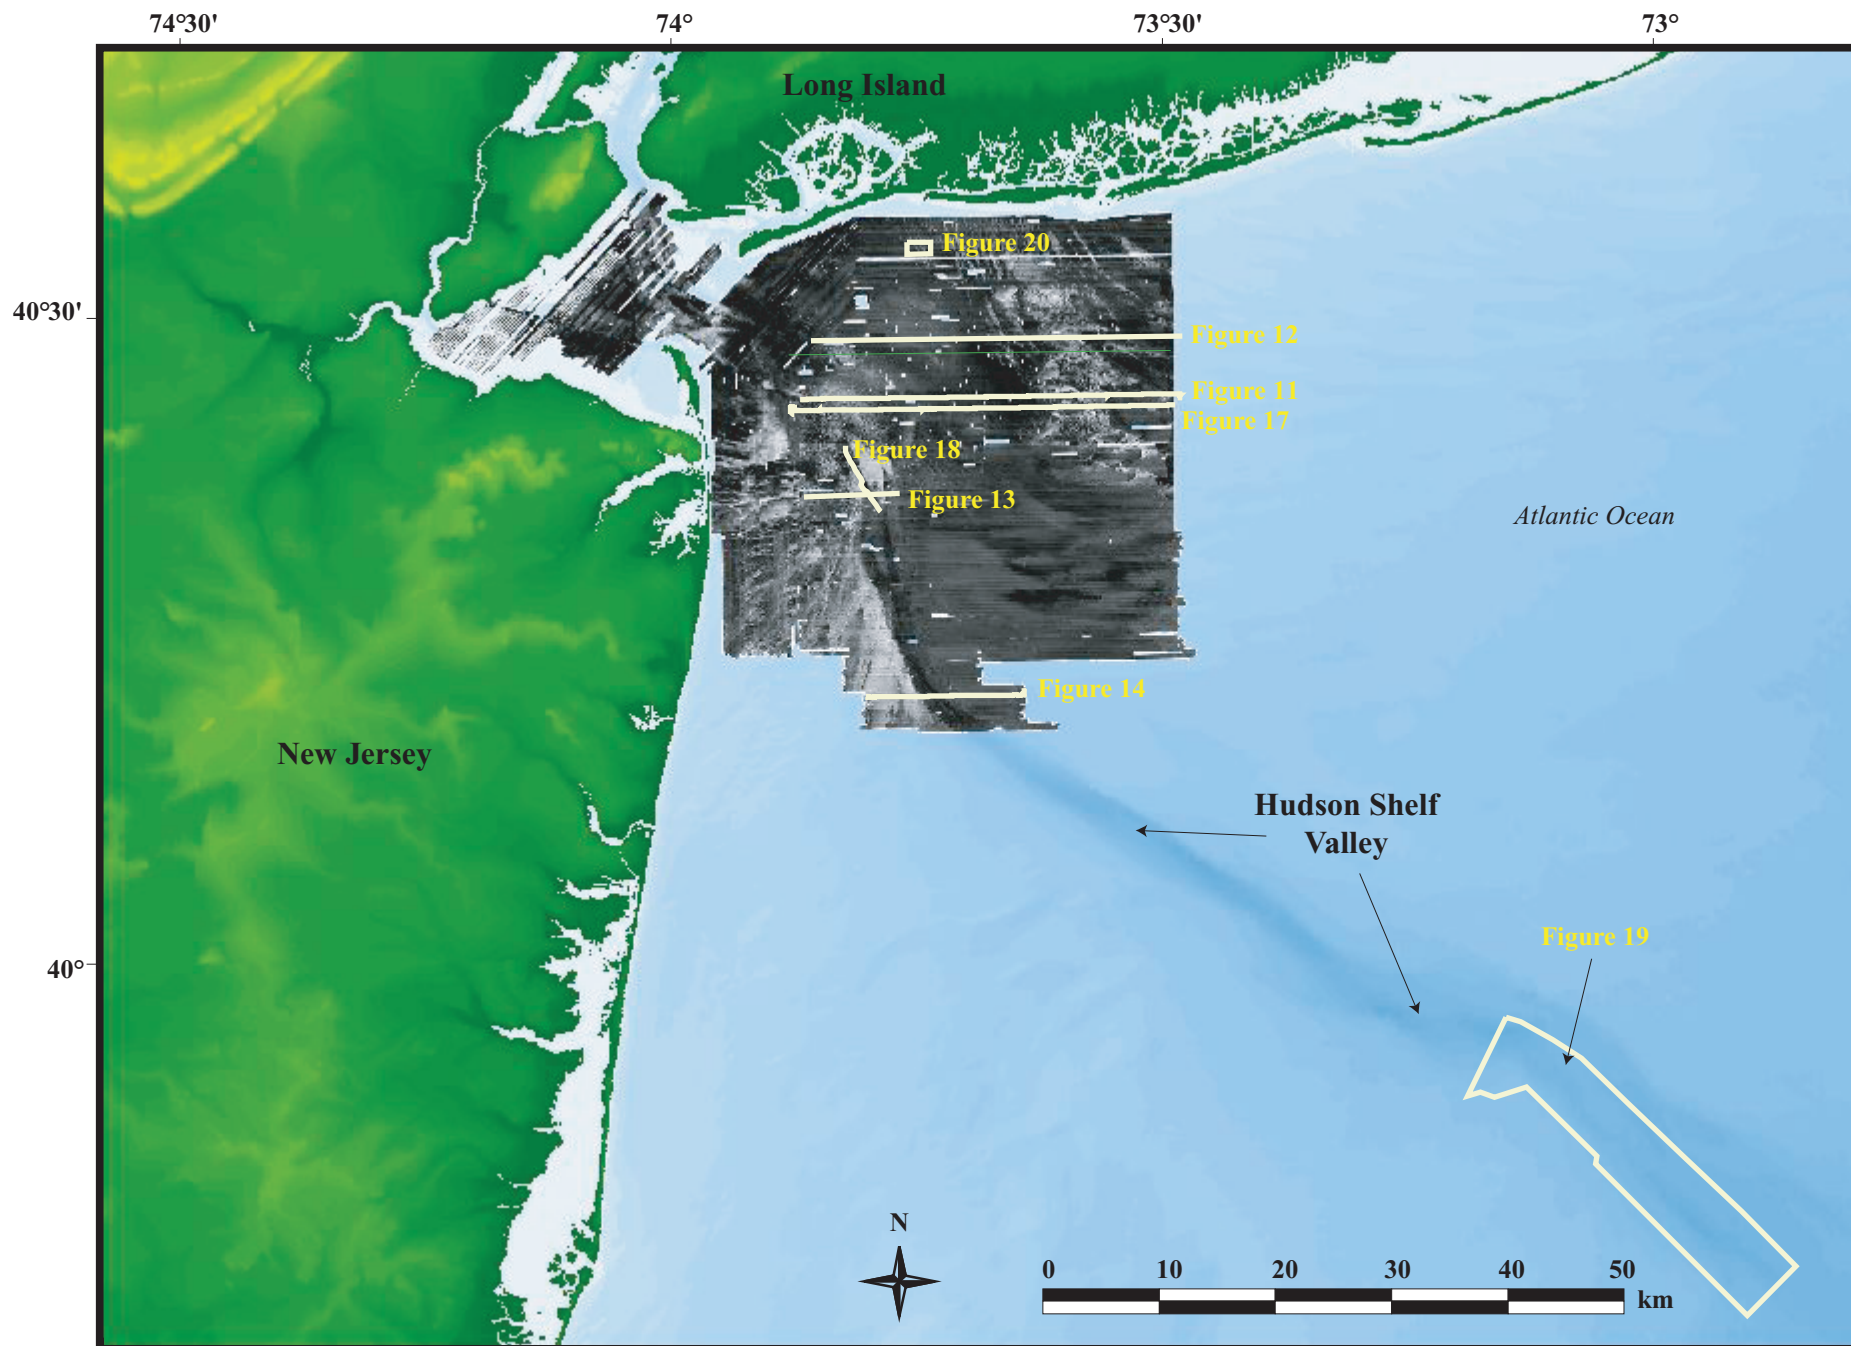 74°30'
74°
73°30'
73°
Long Island
Figure 20
40°30'
Figure 12
Figure 11
Figure 17
Figure 18
Figure 13
Atlantic Ocean
Figure 14
New Jersey
Hudson Shelf
Valley
Figure 19
40°
N
0 10 20 30 40 50
km